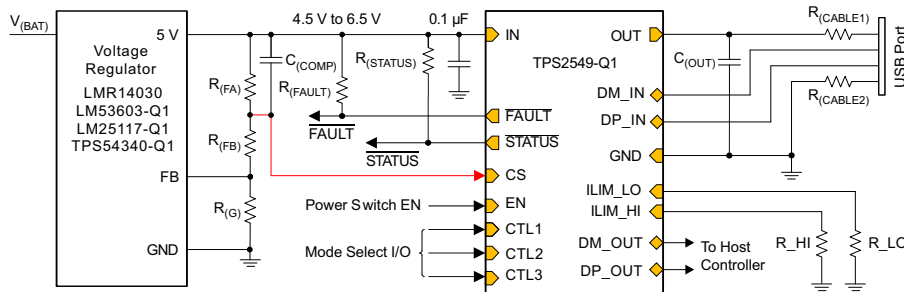 V(BAT)
Voltage
Regulator
LMR14030
LM53603-Q1
LM25117-Q1
TPS54340-Q1
5 V
FB
GND
4.5 V to 6.5 V
0.1 µF
R(FA)
R(FB)
R(G)
C(COMP)
R(FAULT)
R(STATUS)
FAULT
STATUS
Power Switch EN
Mode Select I/O
TPS2549-Q1
IN
FAULT
STATUS
CS
EN
CTL1
CTL2
CTL3
OUT
DM_IN
DP_IN
GND
ILIM_LO
ILIM_HI
DM_OUT
DP_OUT
C(OUT)
R(CABLE1)
R(CABLE2)
USB Port
To Host
Controller
R_HI
R_LO